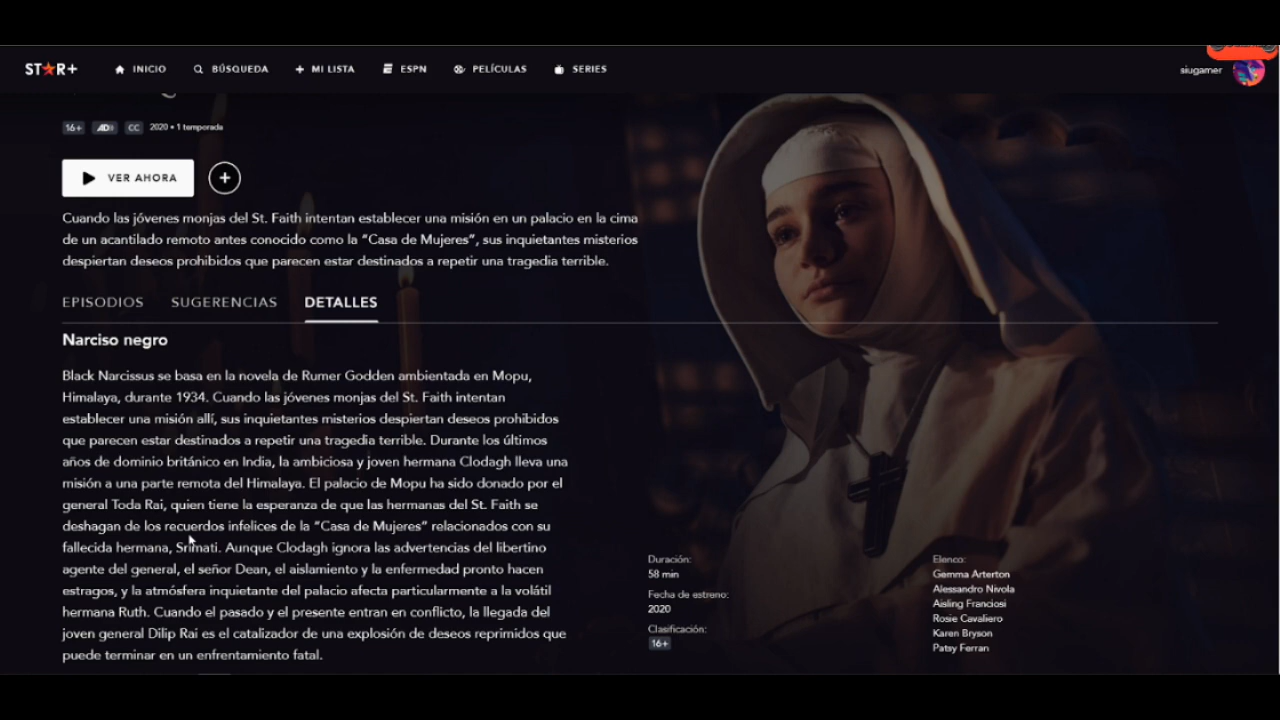 ST★R+
INICIO
BÚSQUEDA
MI LISTA
ESPN
PELÍCULAS
SERIES
siugamer
16+ AD CC 2020 • 1 temporada
VER AHORA
Cuando las jóvenes monjas del St. Faith intentan establecer una misión en un palacio en la cima
de un acantilado remoto antes conocido como la “Casa de Mujeres”, sus inquietantes misterios
despiertan deseos prohibidos que parecen estar destinados a repetir una tragedia terrible.
EPISODIOS
SUGERENCIAS
DETALLES
Narciso negro
Black Narcissus se basa en la novela de Rumer Godden ambientada en Mopu,
Himalaya, durante 1934. Cuando las jóvenes monjas del St. Faith intentan
establecer una misión allí, sus inquietantes misterios despiertan deseos prohibidos
que parecen estar destinados a repetir una tragedia terrible. Durante los últimos
años de dominio británico en India, la ambiciosa y joven hermana Clodagh lleva una
misión a una parte remota del Himalaya. El palacio de Mopu ha sido donado por el
general Toda Rai, quien tiene la esperanza de que las hermanas del St. Faith se
deshagan de los recuerdos infelices de la “Casa de Mujeres” relacionados con su
fallecida hermana, Srimati. Aunque Clodagh ignora las advertencias del libertino
agente del general, el señor Dean, el aislamiento y la enfermedad pronto hacen
estragos, y la atmósfera inquietante del palacio afecta particularmente a la volátil
hermana Ruth. Cuando el pasado y el presente entran en conflicto, la llegada del
joven general Dilip Rai es el catalizador de una explosión de deseos reprimidos que
puede terminar en un enfrentamiento fatal.
Duración:
58 min
Fecha de estreno:
2020
Clasificación:
16+
Elenco:
Gemma Arterton
Alessandro Nivola
Aisling Franciosi
Rosie Cavaliero
Karen Bryson
Patsy Ferran